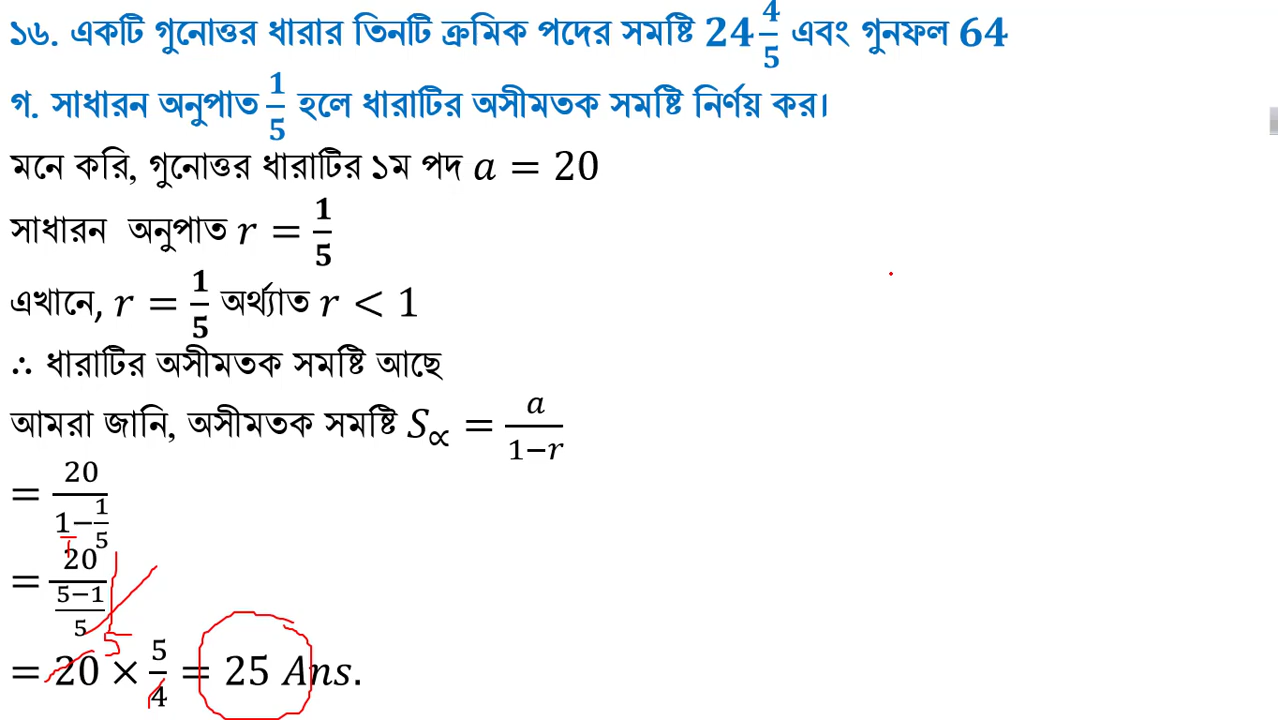 ১৬. একটি গুনোত্তর ধারার তিনটি ক্রমিক পদের সমষ্টি 24 4/5 এবং গুনফল 64
গ. সাধারন অনুপাত 1/5 হলে ধারাটির অসীমতক সমষ্টি নির্ণয় কর।
মনে করি, গুনোত্তর ধারাটির ১ম পদ a = 20
সাধারন অনুপাত r = 1/5
এখানে, r = 1/5 অর্থ্যাত r < 1
∴ ধারাটির অসীমতক সমষ্টি আছে
আমরা জানি, অসীমতক সমষ্টি S∝ = a/(1−r)
= 20/(1−1/5)
= 20/((5−1)/5)
5
= 20 × 5/4 = 25 Ans.